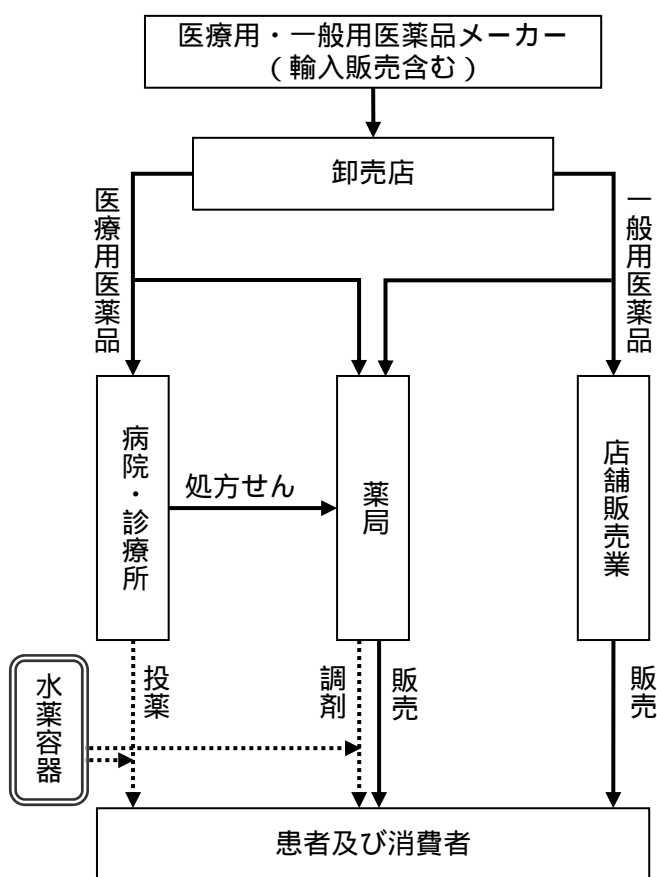 医療用・一般用医薬品メーカー
（輸入販売含む）
卸売店
医療用医薬品
一般用医薬品
病院・診療所
処方せん
薬局
店舗販売業
水薬容器
投薬
調剤
販売
販売
患者及び消費者